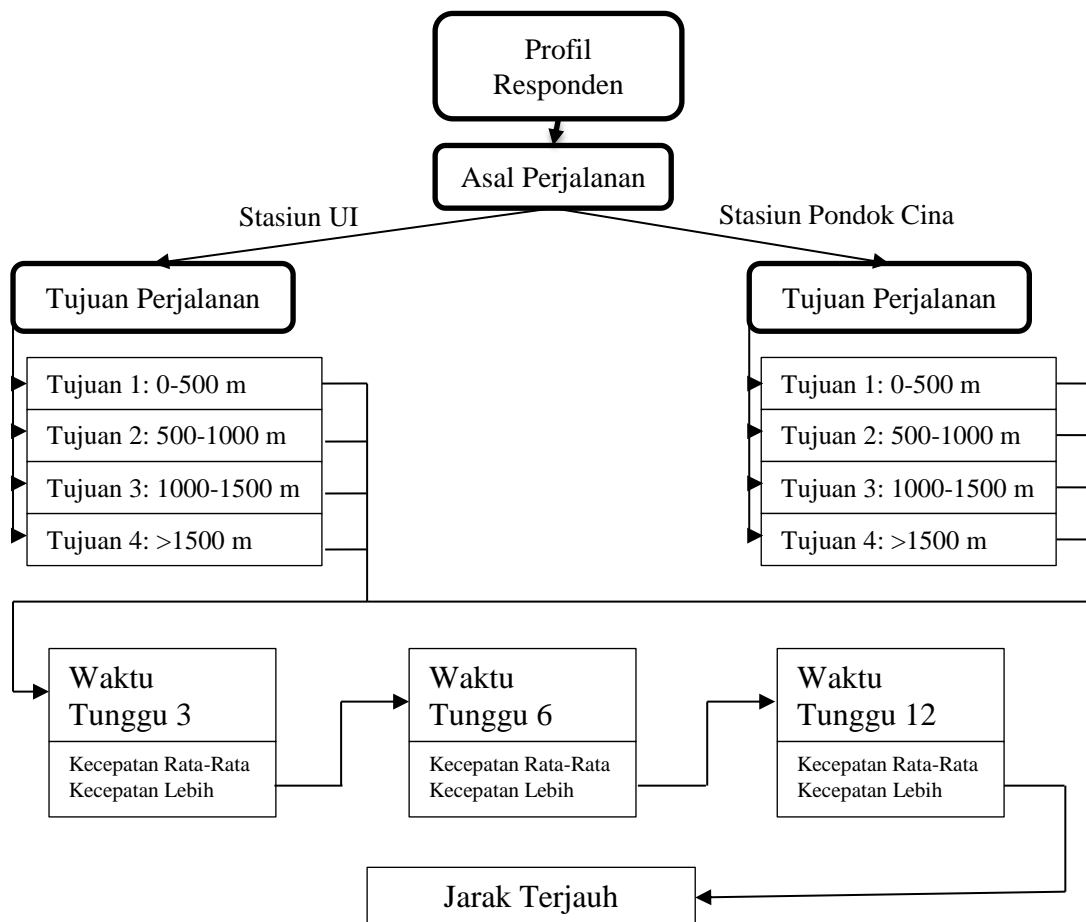 Profil
Responden
Asal Perjalanan
Stasiun UI
Stasiun Pondok Cina
Tujuan Perjalanan
Tujuan 1: 0-500 m
Tujuan 2: 500-1000 m
Tujuan 3: 1000-1500 m
Tujuan 4: >1500 m
Tujuan Perjalanan
Tujuan 1: 0-500 m
Tujuan 2: 500-1000 m
Tujuan 3: 1000-1500 m
Tujuan 4: >1500 m
Waktu
Tunggu 3
Kecepatan Rata-Rata
Kecepatan Lebih
Waktu
Tunggu 6
Kecepatan Rata-Rata
Kecepatan Lebih
Waktu
Tunggu 12
Kecepatan Rata-Rata
Kecepatan Lebih
Jarak Terjauh